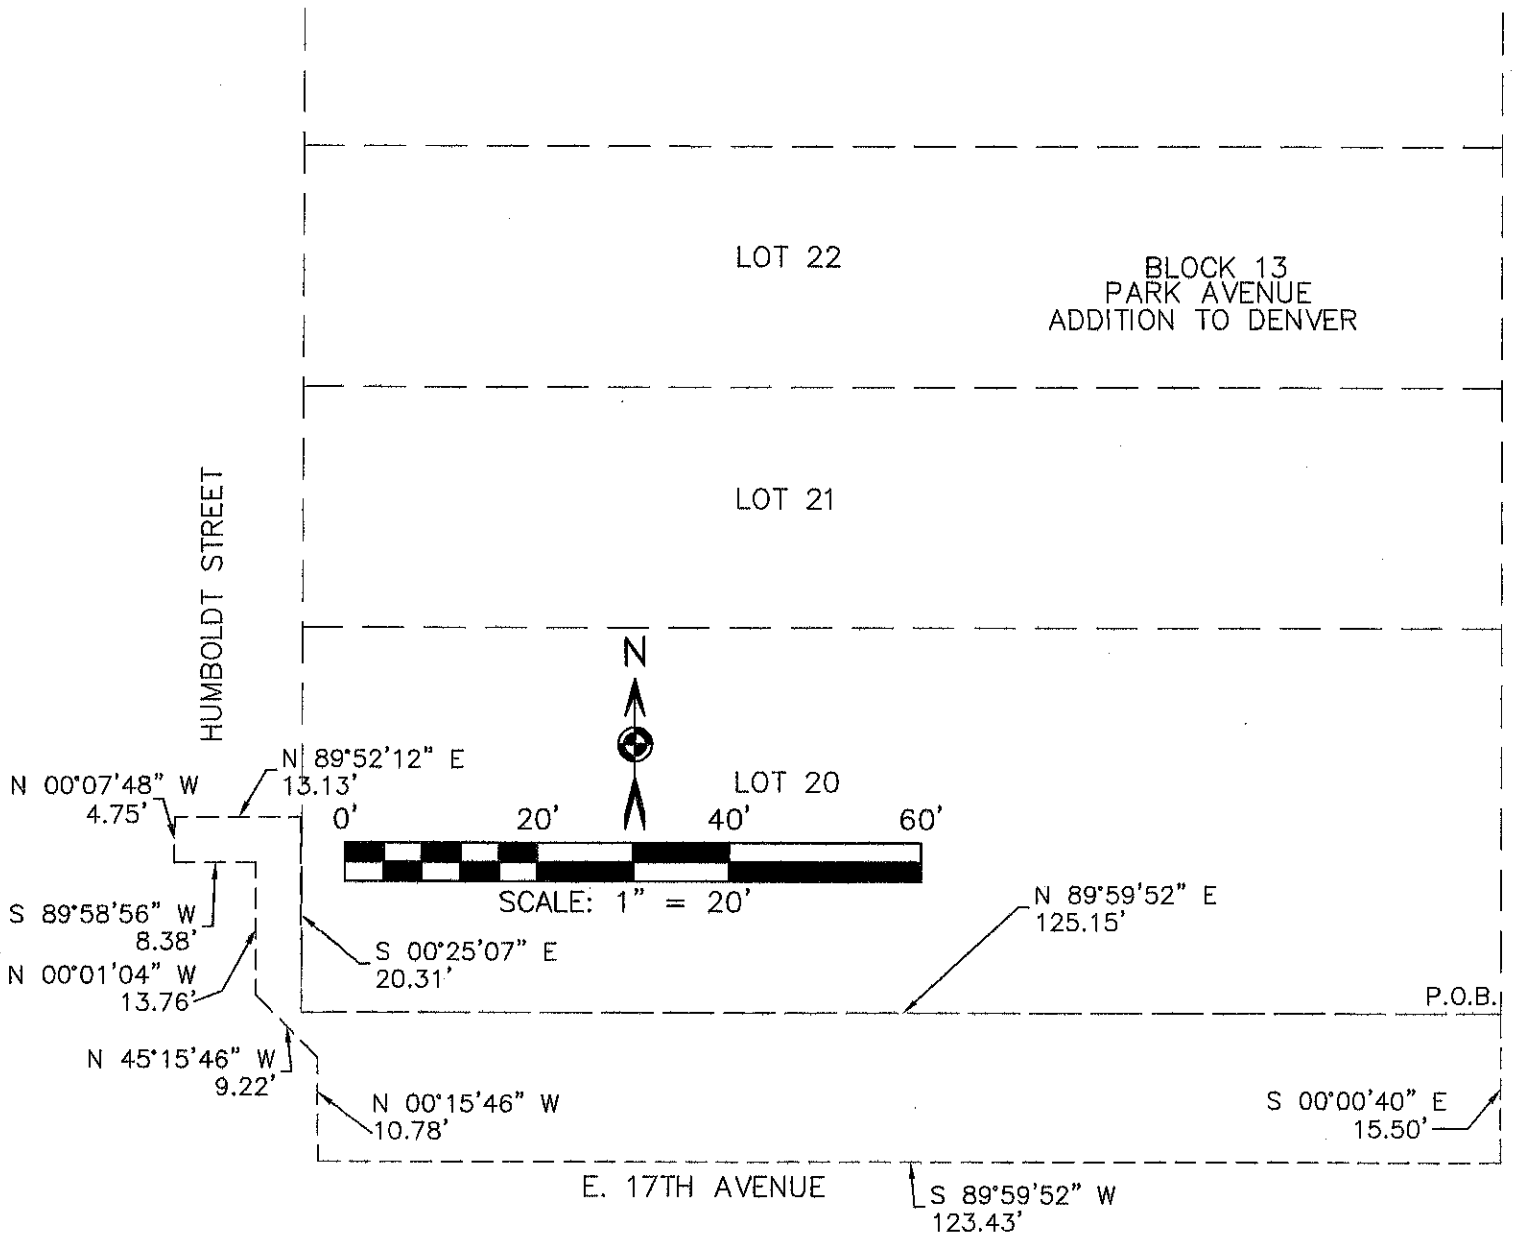 LOT 22
BLOCK 13
PARK AVENUE
ADDITION TO DENVER
LOT 21
HUMBOLDT STREET
N
N 89°52'12" E
13.13'
N 00°07'48" W
4.75'
LOT 20
0' 20' 40' 60'
SCALE: 1" = 20'
S 89°58'56" W
8.38'
N 89°59'52" E
125.15'
S 00°25'07" E
20.31'
N 00°01'04" W
13.76'
P.O.B.
N 45°15'46" W
9.22'
N 00°15'46" W
10.78'
S 00°00'40" E
15.50'
E. 17TH AVENUE
S 89°59'52" W
123.43'